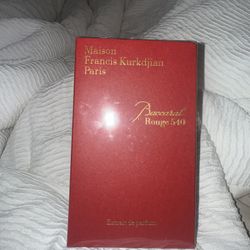 Maison
Francis Kurkdjian
Paris
Baccarat
Rouge 540
Extrait de parfum